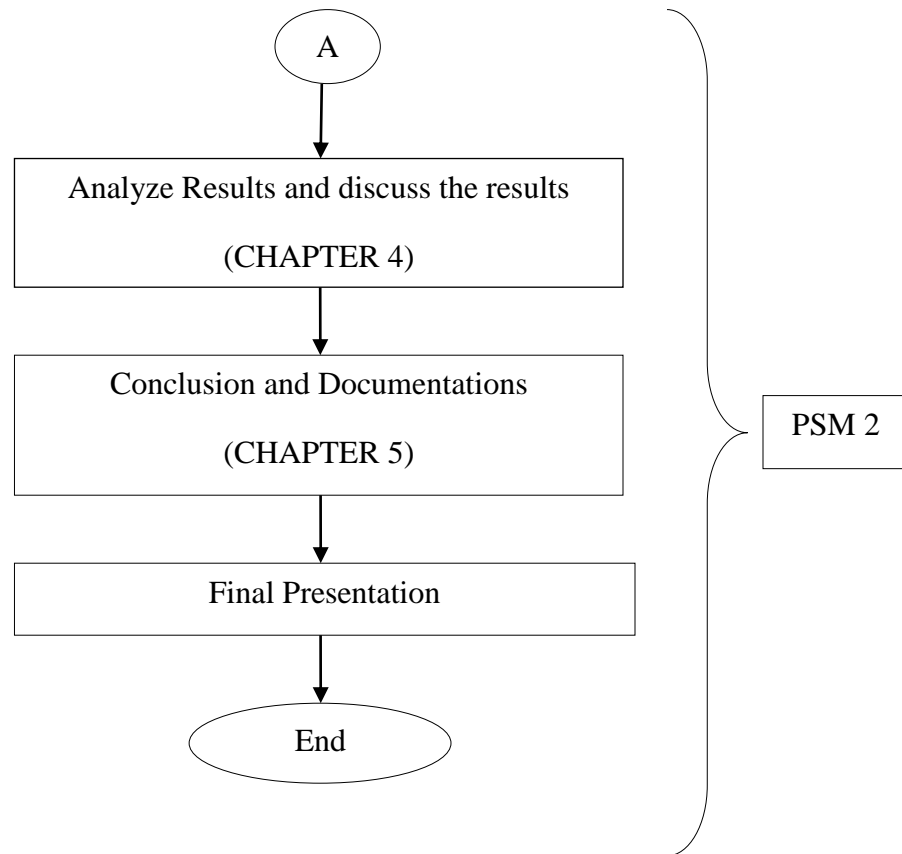 A
Analyze Results and discuss the results
(CHAPTER 4)
Conclusion and Documentations
(CHAPTER 5)
PSM 2
Final Presentation
End